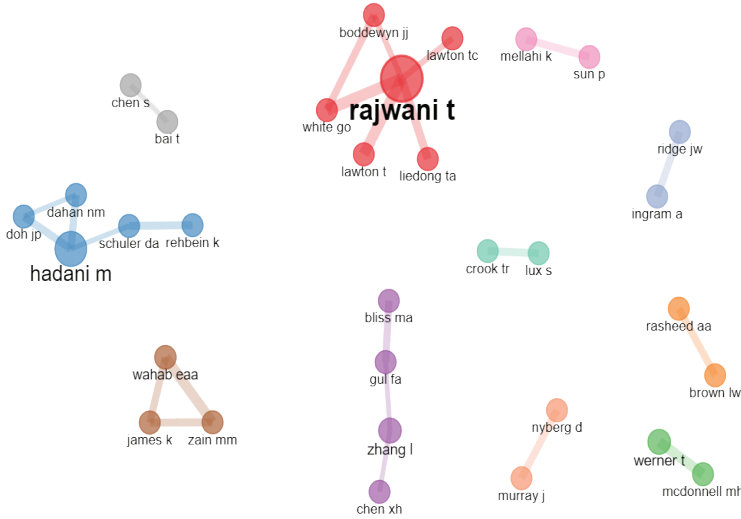 boddewyn jj
lawton tc
mellahi k
sun p
chen s
rajwani t
white go
bai t
ridge jw
lawton t
liedong ta
dahan nm
ingram a
doh jp
schuler da
rehbein k
hadani m
crook tr
lux s
bliss ma
rasheed aa
wahab eaa
gul fa
brown lw
nyberg d
james k
zain mm
zhang l
werner t
murray j
mcdonnell mh
chen xh